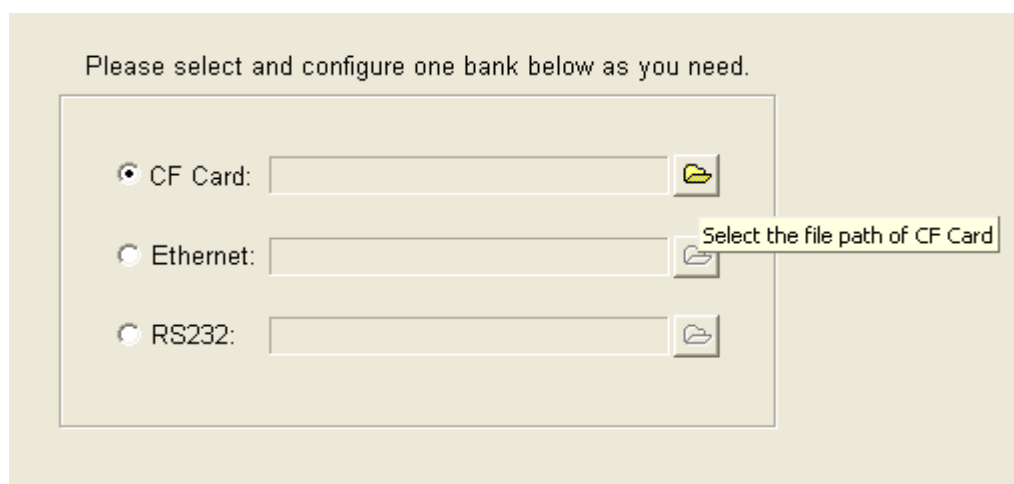 Please select and configure one bank below as you need.
CF Card:
Select the file path of CF Card
Ethernet:
RS232: